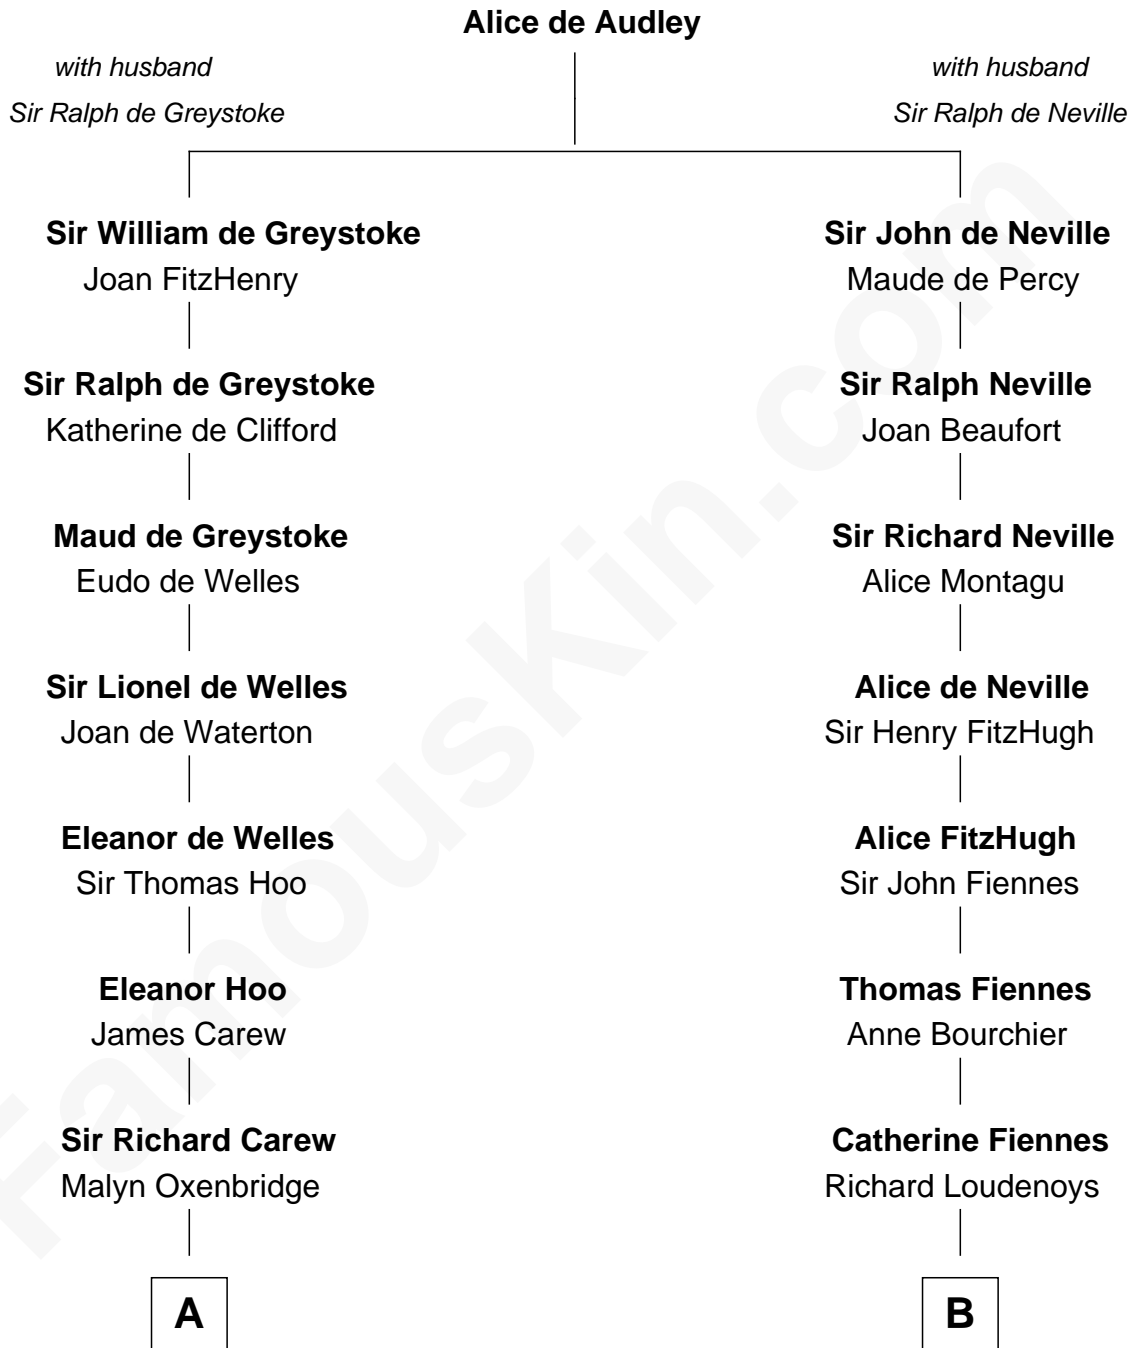 Alice de Audley
with husband
Sir Ralph de Greystoke
with husband
Sir Ralph de Neville
Sir William de Greystoke
Joan FitzHenry
Sir John de Neville
Maude de Percy
Sir Ralph de Greystoke
Katherine de Clifford
Sir Ralph Neville
Joan Beaufort
Maud de Greystoke
Eudo de Welles
Sir Richard Neville
Alice Montagu
Sir Lionel de Welles
Joan de Waterton
Alice de Neville
Sir Henry FitzHugh
Eleanor de Welles
Sir Thomas Hoo
Alice FitzHugh
Sir John Fiennes
Eleanor Hoo
James Carew
Thomas Fiennes
Anne Bourchier
Sir Richard Carew
Malyn Oxenbridge
Catherine Fiennes
Richard Loudenoys
A
B
FamousKin.com